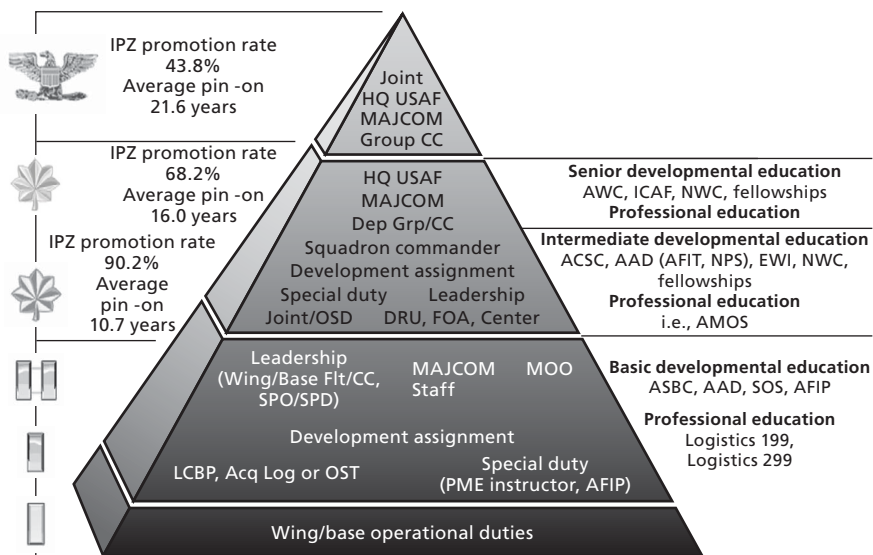 IPZ promotion rate
43.8%
Average pin -on
21.6 years
IPZ promotion rate
68.2%
Average pin -on
16.0 years
IPZ promotion rate
90.2%
Average
pin -on
10.7 years
Joint
HQ USAF
MAJCOM
Group CC
HQ USAF
MAJCOM
Dep Grp/CC
Squadron commander
Development assignment
Special duty
Leadership
Joint/OSD
DRU, FOA, Center
Leadership
(Wing/Base Flt/CC,
SPO/SPD)
MAJCOM
Staff
MOO
Development assignment
LCBP, Acq Log or OST
Special duty
(PME instructor, AFIP)
Wing/base operational duties
Senior developmental education
AWC, ICAF, NWC, fellowships
Professional education
Intermediate developmental education
ACSC, AAD (AFIT, NPS), EWI, NWC,
fellowships
Professional education
i.e., AMOS
Basic developmental education
ASBC, AAD, SOS, AFIP
Professional education
Logistics 199,
Logistics 299